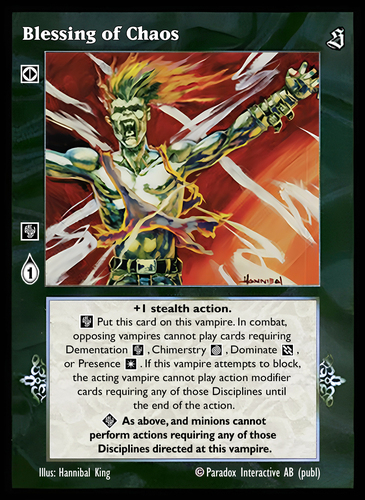 Blessing of Chaos
HANNIBAL
1
+1 stealth action.
Put this card on this vampire. In combat,
opposing vampires cannot play cards requiring
Dementation , Chimerstry , Dominate ,
or Presence . If this vampire attempts to block,
the acting vampire cannot play action modifier
cards requiring any of those Disciplines until
the end of the action.
As above, and minions cannot
perform actions requiring any of those
Disciplines directed at this vampire.
Illus: Hannibal King © Paradox Interactive AB (publ)